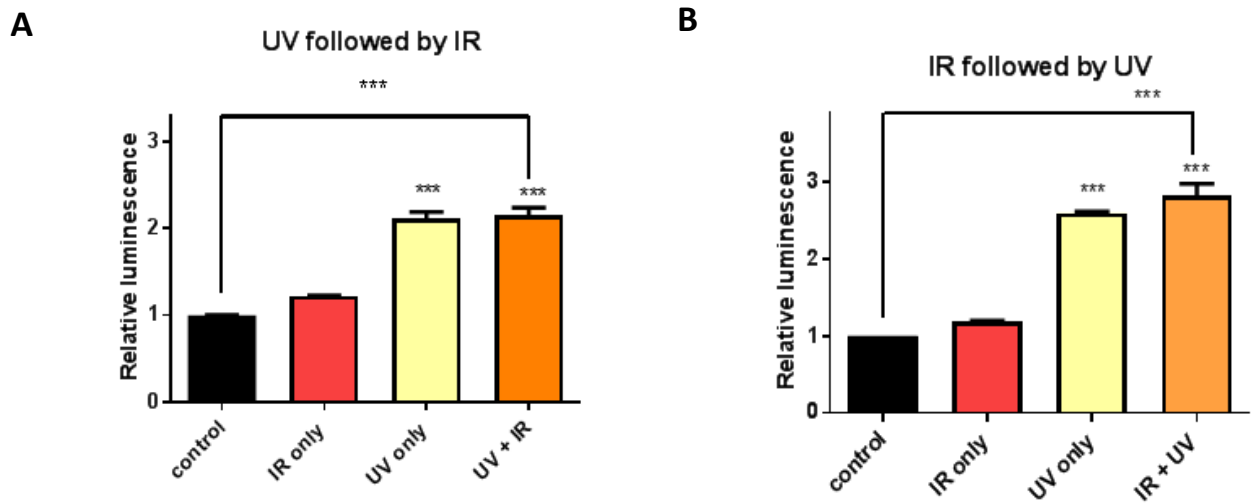 A
UV followed by IR
***
Relative luminescence
3
2
1
0
***
***
control
IR only
UV only
UV + IR
B
IR followed by UV
***
Relative luminescence
3
2
1
0
***
***
control
IR only
UV only
IR + UV